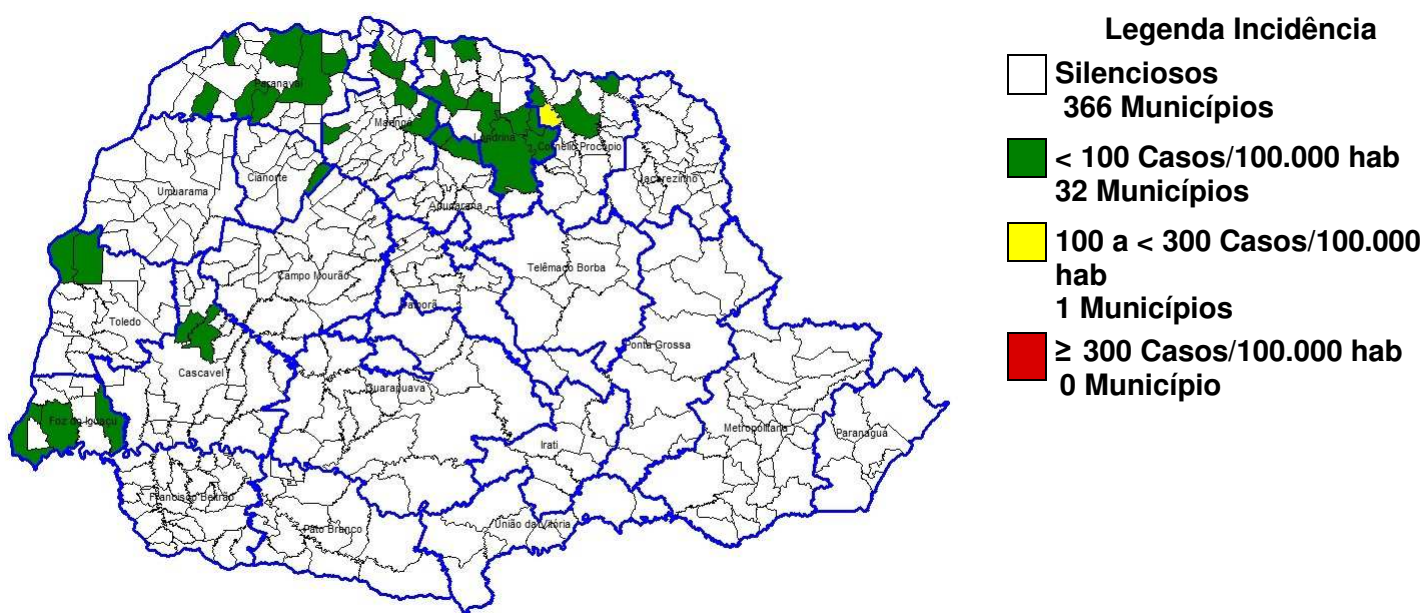 Legenda Incidência
Silenciosos
366 Municípios
< 100 Casos/100.000 hab
32 Municípios
100 a < 300 Casos/100.000
hab
1 Municípios
≥ 300 Casos/100.000 hab
0 Município
Paranavaí
Maringá
Londrina
Cornélio Procópio
Jacarezinho
Umuarama
Cianorte
Apucarana
Campo Mourão
Telêmaco Borba
Toledo
Ivaiporã
Ponta Grossa
Cascavel
Guarapuava
Foz do Iguaçu
Metropolitana
Paranaguá
Irati
Francisco Beltrão
Pato Branco
União da Vitória